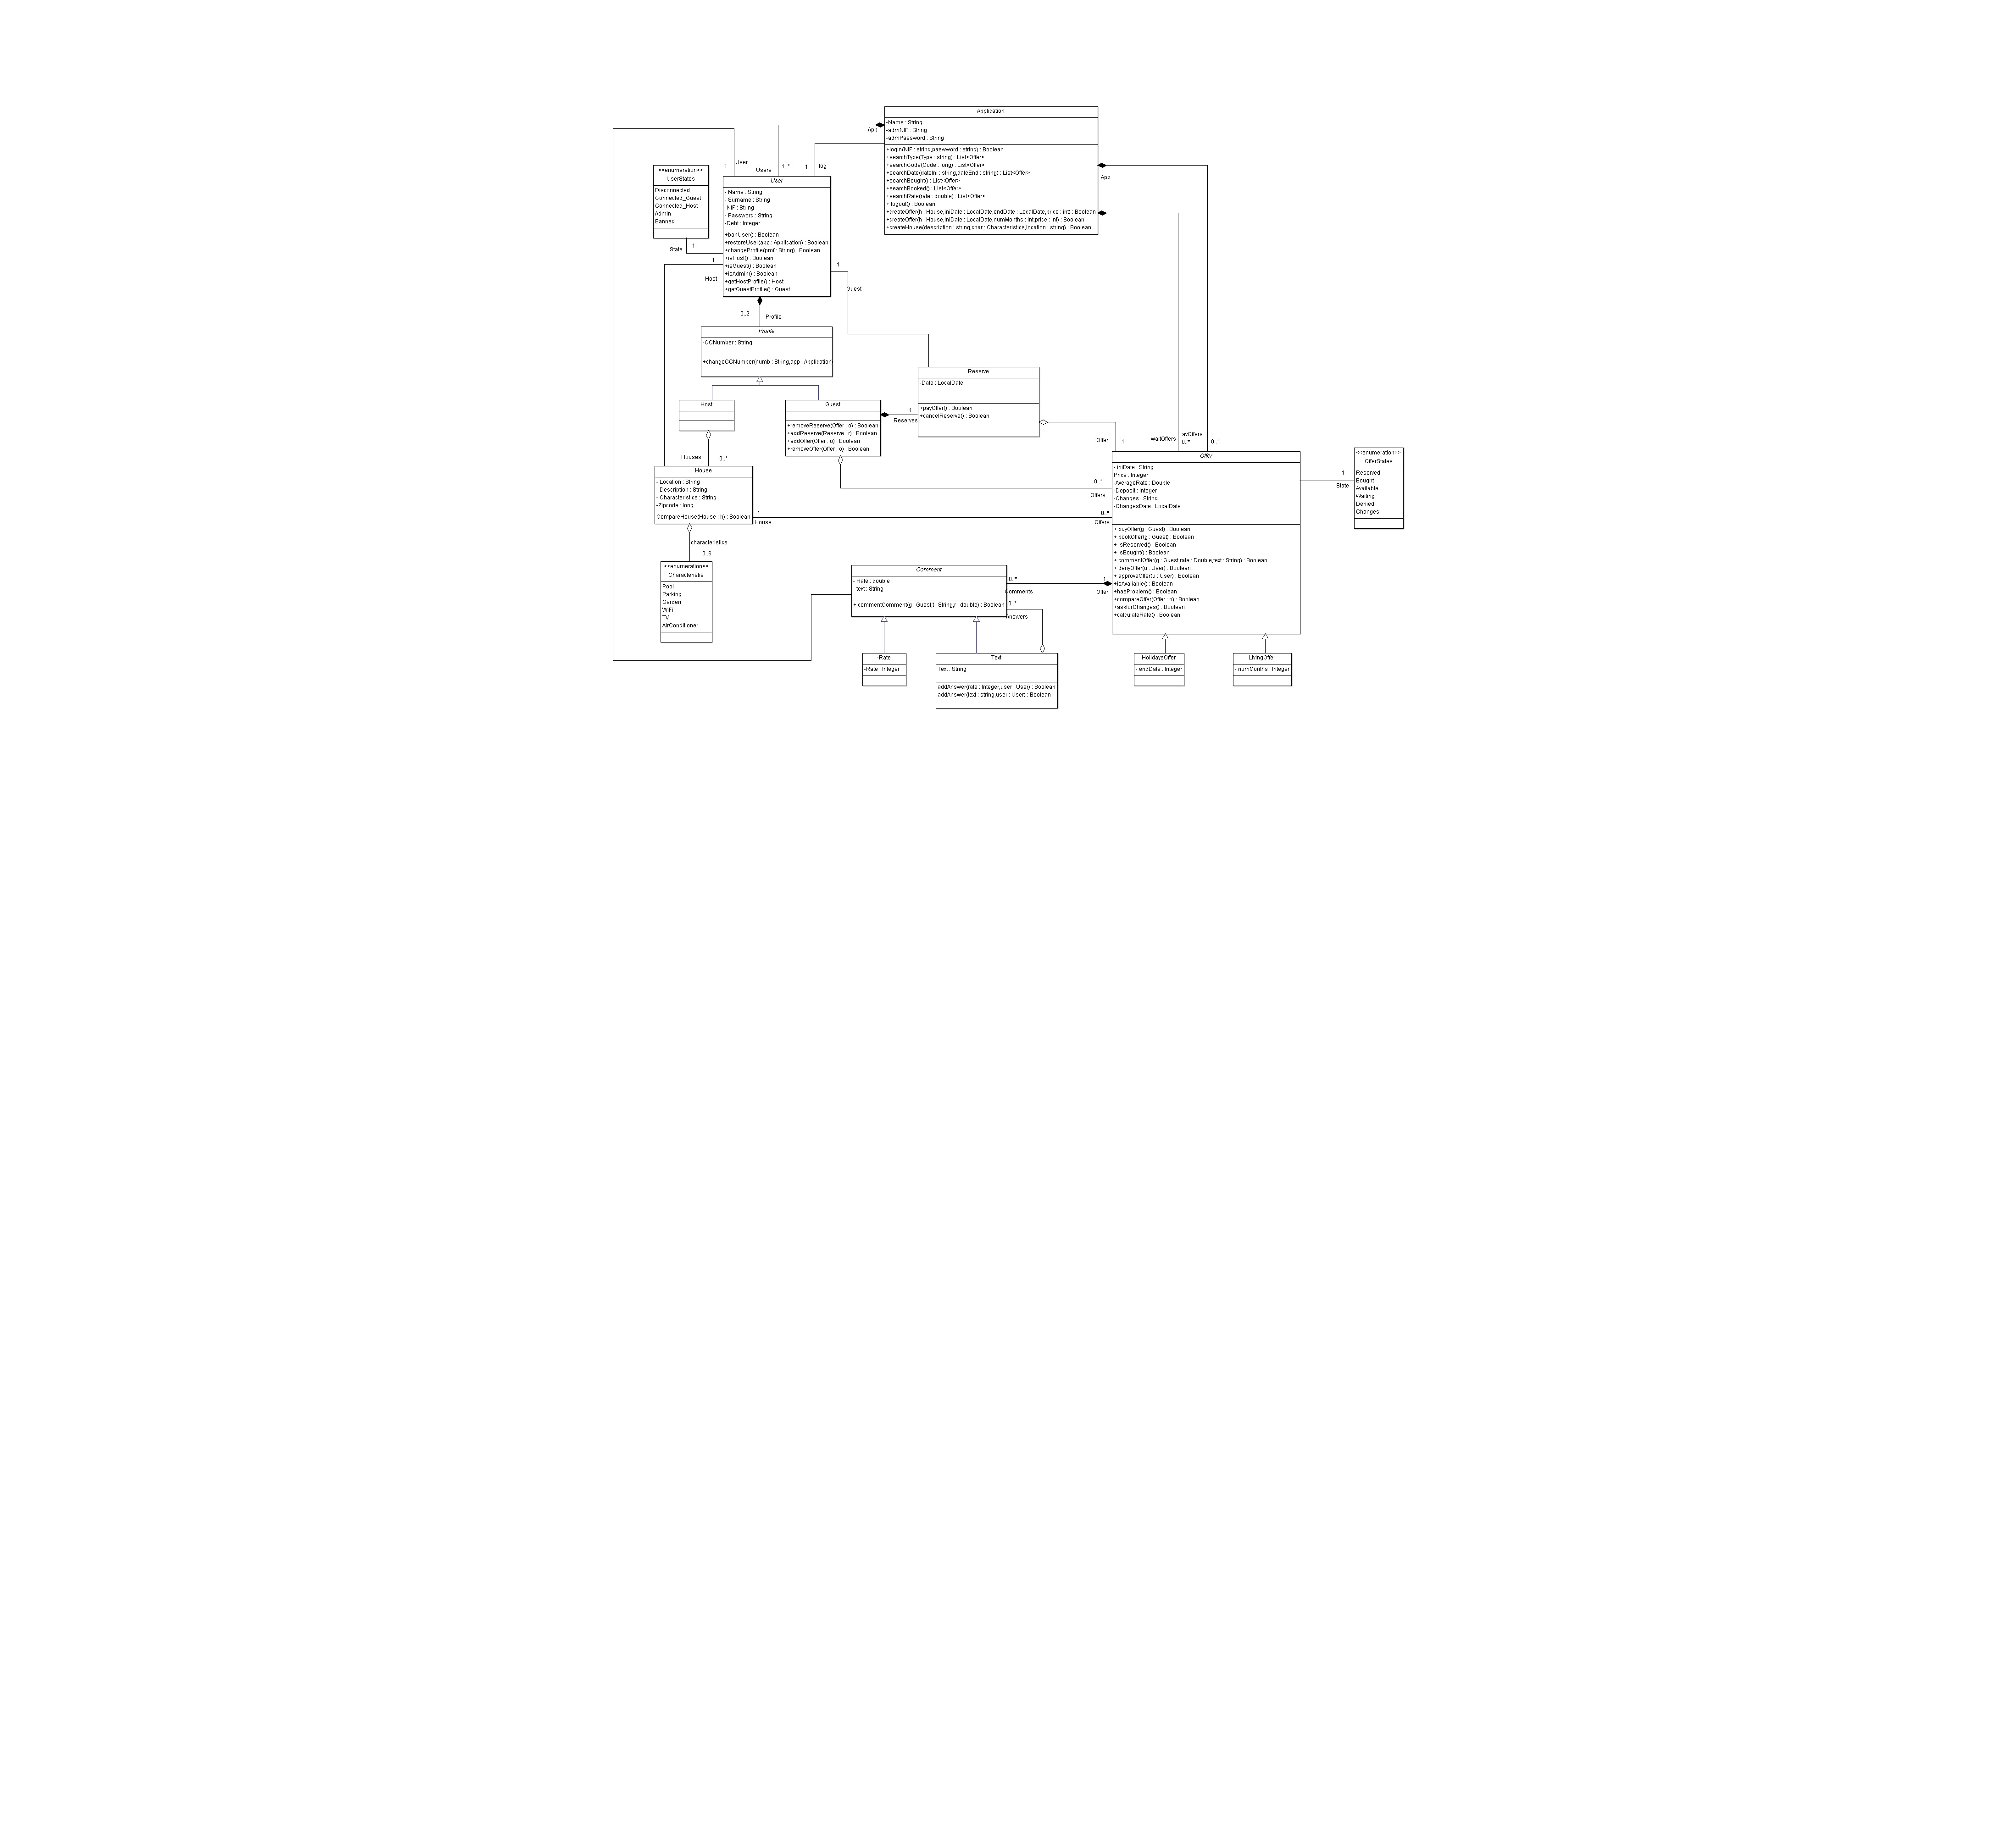 Application
-Name : String
-admNIF : String
-admPassword : String
+login(NIF : string,paswword : string) : Boolean
+searchType(Type : string) : List<Offer>
+searchCode(Code : long) : List<Offer>
+searchDate(dateIni : string,dateEnd : string) : List<Offer>
+searchBought() : List<Offer>
+searchBooked() : List<Offer>
+searchRate(rate : double) : List<Offer>
+ logout() : Boolean
+createOffer(h : House,iniDate : LocalDate,endDate : LocalDate,price : int) : Boolean
+createOffer(h : House,iniDate : LocalDate,numMonths : int,price : int) : Boolean
+createHouse(description : string,char : Characteristics,location : string) : Boolean
App
App
1
User
Users
1..*
1
log
<<enumeration>>
UserStates
Disconnected
Connected_Guest
Connected_Host
Admin
Banned
State
1
User
- Name : String
- Surname : String
-NIF : String
- Password : String
-Debt : Integer
+banUser() : Boolean
+restoreUser(app : Application) : Boolean
+changeProfile(prof : String) : Boolean
+isHost() : Boolean
+isGuest() : Boolean
+isAdmin() : Boolean
+getHostProfile() : Host
+getGuestProfile() : Guest
1
Host
1
Guest
0..2
Profile
Profile
-CCNumber : String
+changeCCNumber(numb : String,app : Application)
Host
Guest
+removeReserve(Offer : o) : Boolean
+addReserve(Reserve : r) : Boolean
+addOffer(Offer : o) : Boolean
+removeOffer(Offer : o) : Boolean
1
Reserves
Reserve
-Date : LocalDate
+payOffer() : Boolean
+cancelReserve() : Boolean
Offer
1
waitOffers
0..*
avOffers
0..*
Houses
0..*
House
- Location : String
- Description : String
- Characteristics : String
-Zipcode : long
CompareHouse(House : h) : Boolean
1
House
0..*
Offers
0..*
Offers
characteristics
0..6
<<enumeration>>
Characteristis
Pool
Parking
Garden
WiFi
TV
AirConditioner
Offer
- iniDate : String
Price : Integer
-AverageRate : Double
-Deposit : Integer
-Changes : String
-ChangesDate : LocalDate
+ buyOffer(g : Guest) : Boolean
+ bookOffer(g : Guest) : Boolean
+ isReserved() : Boolean
+ isBought() : Boolean
+ commentOffer(g : Guest,rate : Double,text : String) : Boolean
+ denyOffer(u : User) : Boolean
+ approveOffer(u : User) : Boolean
+isAvaliable() : Boolean
+hasProblem() : Boolean
+compareOffer(Offer : o) : Boolean
+askforChanges() : Boolean
+calculateRate() : Boolean
1
State
<<enumeration>>
OfferStates
Reserved
Bought
Available
Waiting
Denied
Changes
Comment
- Rate : double
- text : String
+ commentComment(g : Guest,t : String,r : double) : Boolean
0..*
Comments
1
Offer
0..*
Answers
-Rate
-Rate : Integer
Text
Text : String
addAnswer(rate : Integer,user : User) : Boolean
addAnswer(text : string,user : User) : Boolean
HolidaysOffer
- endDate : Integer
LivingOffer
- numMonths : Integer